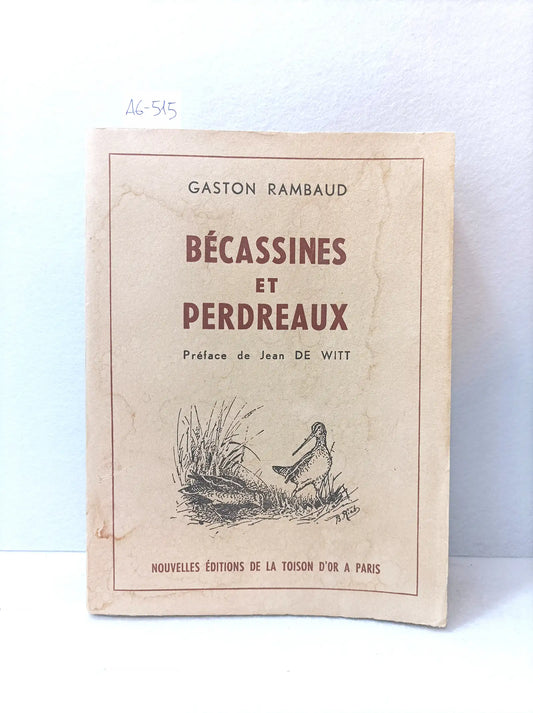 A6-515
GASTON RAMBAUD
BÉCASSINES
ET
PERDREAUX
Préface de Jean DE WITT
NOUVELLES ÉDITIONS DE LA TOISON D'OR A PARIS